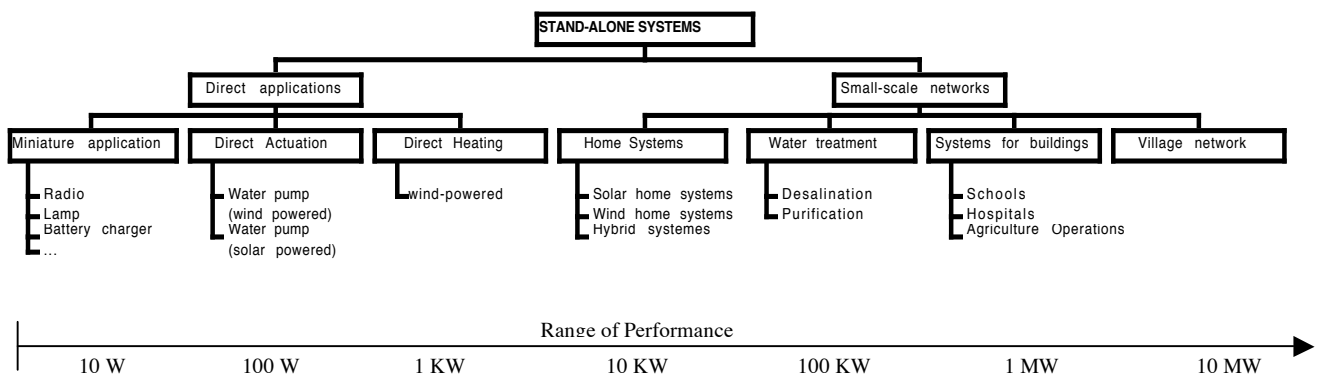 STAND-ALONE SYSTEMS
Direct applications
Small-scale networks
Miniature application
Direct Actuation
Direct Heating
Home Systems
Water treatment
Systems for buildings
Village network
Radio
Lamp
Battery charger
...
Water pump
(wind powered)
Water pump
(solar powered)
wind-powered
Solar home systems
Wind home systems
Hybrid systemes
Desalination
Purification
Schools
Hospitals
Agriculture Operations
Range of Performance
10 W 100 W 1 KW 10 KW 100 KW 1 MW 10 MW